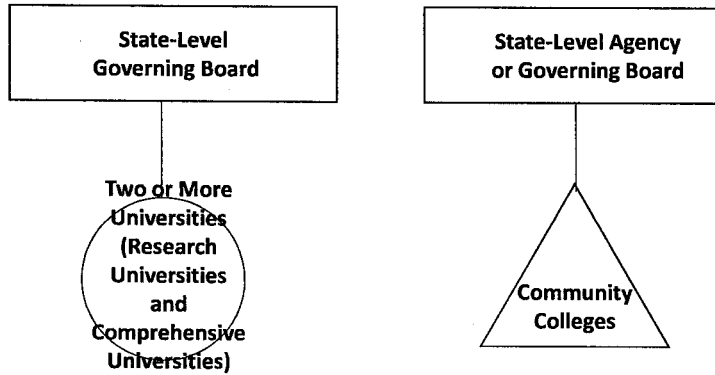 State-Level
Governing Board
State-Level Agency
or Governing Board
Two or More
Universities
(Research
Universities
and
Comprehensive
Universities)
Community
Colleges